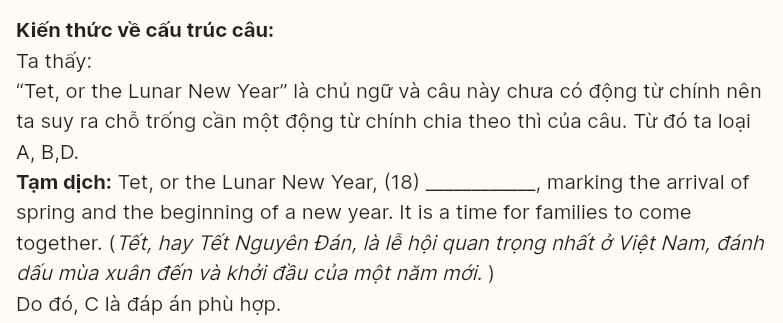 Kiến thức về cấu trúc câu:
Ta thấy:
“Tet, or the Lunar New Year” là chủ ngữ và câu này chưa có động từ chính nên
ta suy ra chỗ trống cần một động từ chính chia theo thì của câu. Từ đó ta loại
A, B,D.
Tạm dịch: Tet, or the Lunar New Year, (18) ____________, marking the arrival of
spring and the beginning of a new year. It is a time for families to come
together. (Tết, hay Tết Nguyên Đán, là lễ hội quan trọng nhất ở Việt Nam, đánh
dấu mùa xuân đến và khởi đầu của một năm mới. )
Do đó, C là đáp án phù hợp.